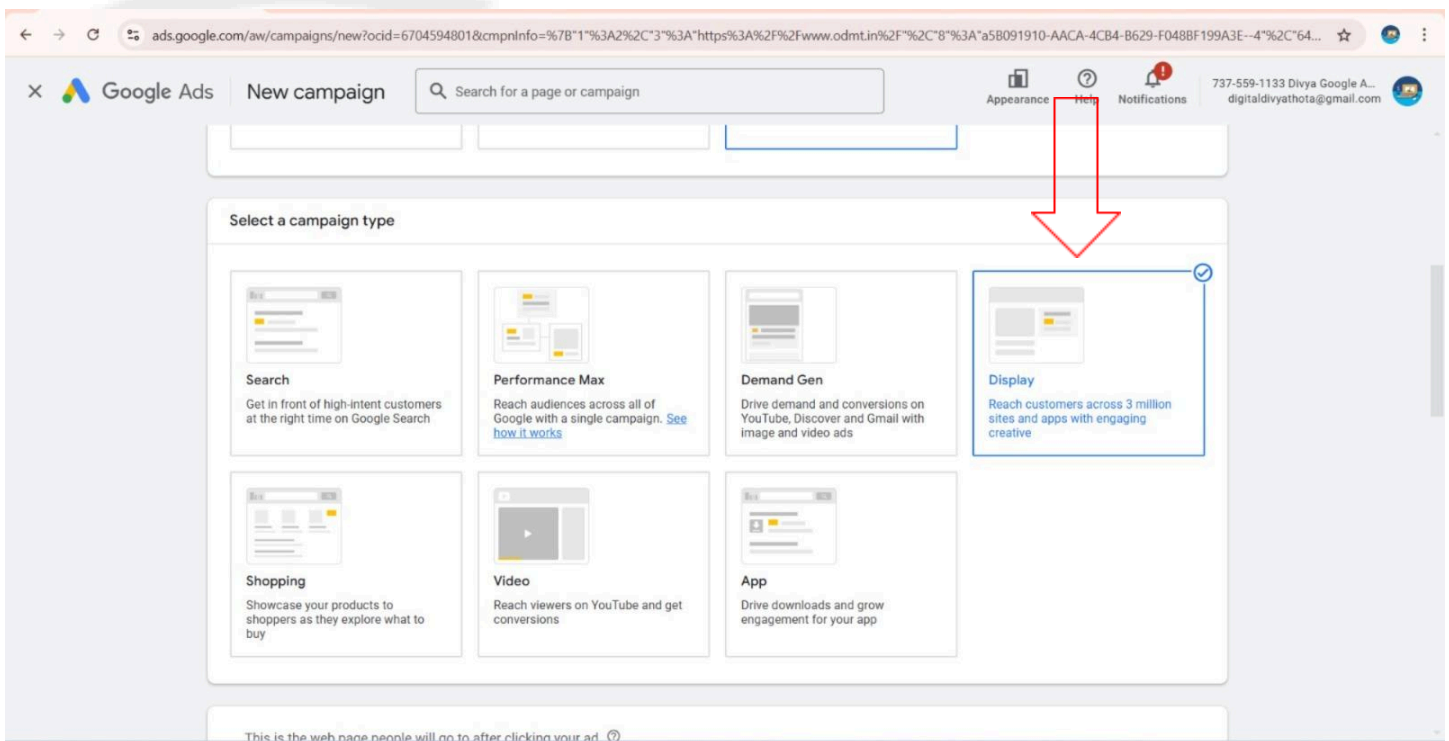 ads.google.com/aw/campaigns/new?ocid=6704594801&cmpnInfo=%7B"1"%3A2%2C"3"%3A"https%3A%2F%2Fwww.odmt.in%2F"%2C"8"%3A"a5B091910-AACA-4CB4-B629-F048BF199A3E--4"%2C"64...
Google Ads
New campaign
Search for a page or campaign
Appearance
Help
Notifications
737-559-1133 Divya Google A...
digitaldivyathota@gmail.com
Select a campaign type
Search
Get in front of high-intent customers
at the right time on Google Search
Performance Max
Reach audiences across all of
Google with a single campaign. See
how it works
Demand Gen
Drive demand and conversions on
YouTube, Discover and Gmail with
image and video ads
Display
Reach customers across 3 million
sites and apps with engaging
creative
Shopping
Showcase your products to
shoppers as they explore what to
buy
Video
Reach viewers on YouTube and get
conversions
App
Drive downloads and grow
engagement for your app
This is the web page people will go to after clicking your ad